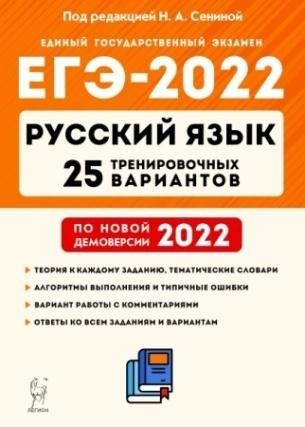 Под редакцией Н. А. Сениной
ЕДИНЫЙ ГОСУДАРСТВЕННЫЙ ЭКЗАМЕН
ЕГЭ-2022
РУССКИЙ ЯЗЫК
25 ТРЕНИРОВОЧНЫХ
ВАРИАНТОВ
ПО НОВОЙ
ДЕМОВЕРСИИ 2022
• ТЕОРИЯ К КАЖДОМУ ЗАДАНИЮ, ТЕМАТИЧЕСКИЕ СЛОВАРИ
• АЛГОРИТМЫ ВЫПОЛНЕНИЯ И ТИПИЧНЫЕ ОШИБКИ
• ВАРИАНТ РАБОТЫ С КОММЕНТАРИЯМИ
• ОТВЕТЫ КО ВСЕМ ЗАДАНИЯМ И ВАРИАНТАМ
ЛЕГИОН